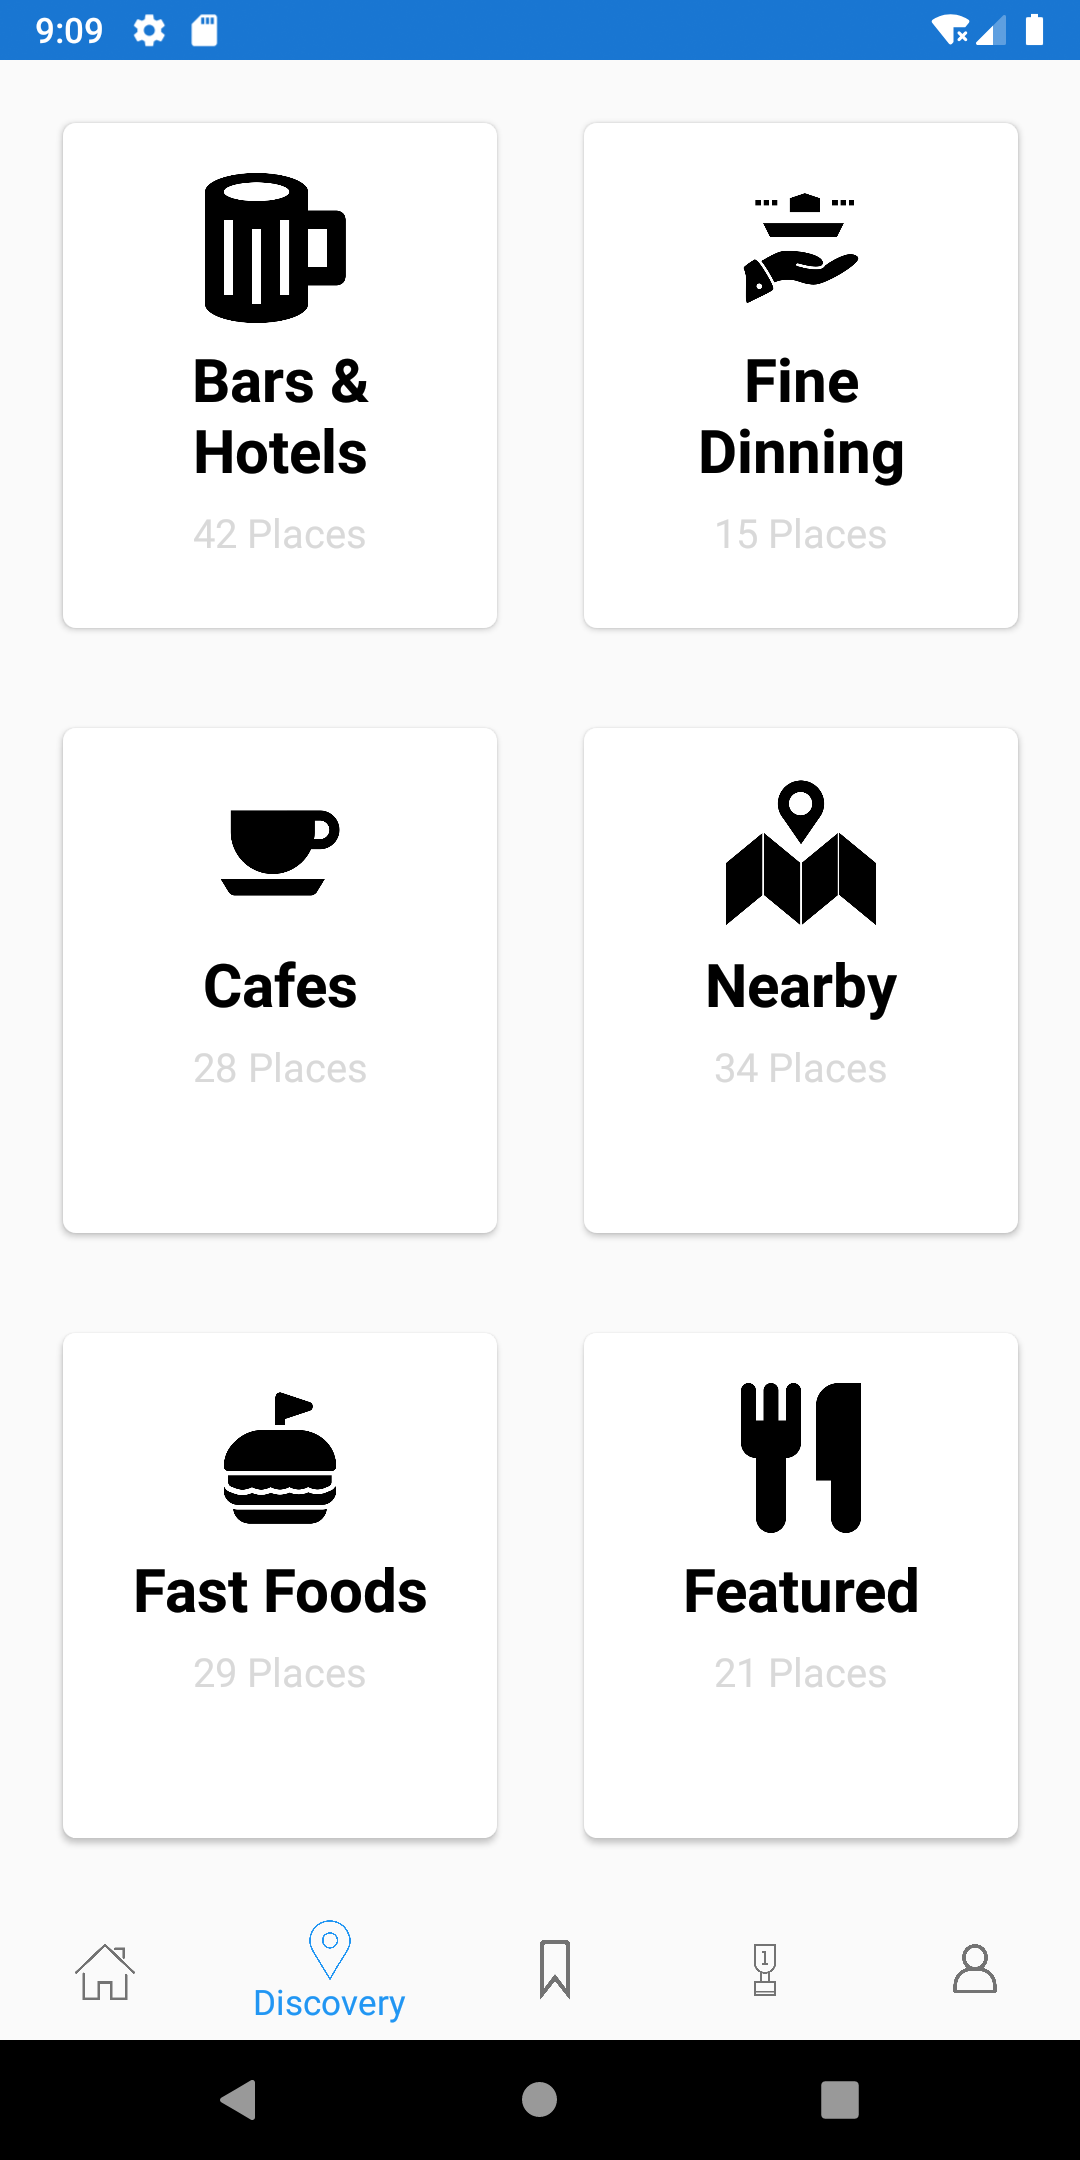 9:09
Bars &
Hotels
42 Places
Fine
Dinning
15 Places
Cafes
28 Places
Nearby
34 Places
Fast Foods
29 Places
Featured
21 Places
1
Discovery